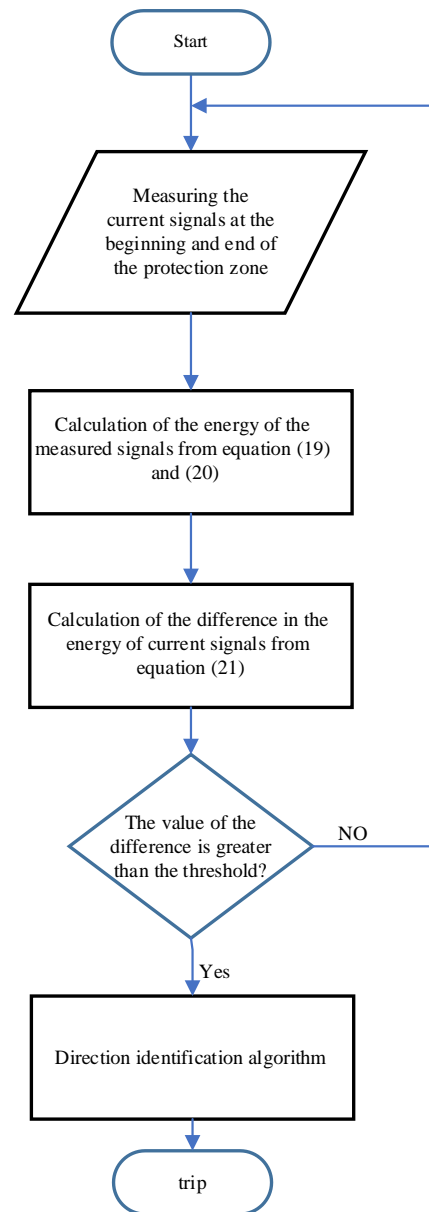 Start
Measuring the
current signals at the
beginning and end of
the protection zone
Calculation of the energy of the
measured signals from equation (19)
and (20)
Calculation of the difference in the
energy of current signals from
equation (21)
The value of the
difference is greater
than the threshold?
NO
Yes
Direction identification algorithm
trip